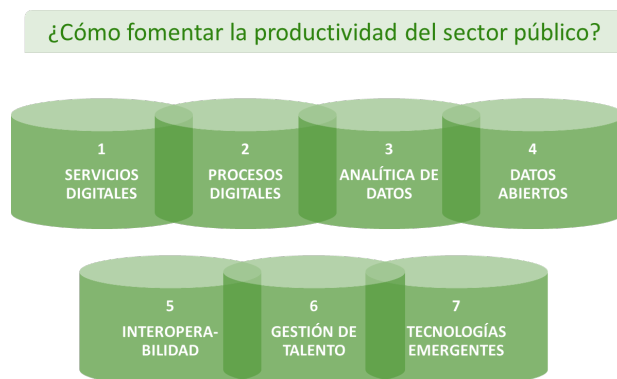 ¿Cómo fomentar la productividad del sector público?
1
SERVICIOS
DIGITALES
2
PROCESOS
DIGITALES
3
ANALÍTICA DE
DATOS
4
DATOS
ABIERTOS
5
INTEROPERA-
BILIDAD
6
GESTIÓN DE
TALENTO
7
TECNOLOGÍAS
EMERGENTES